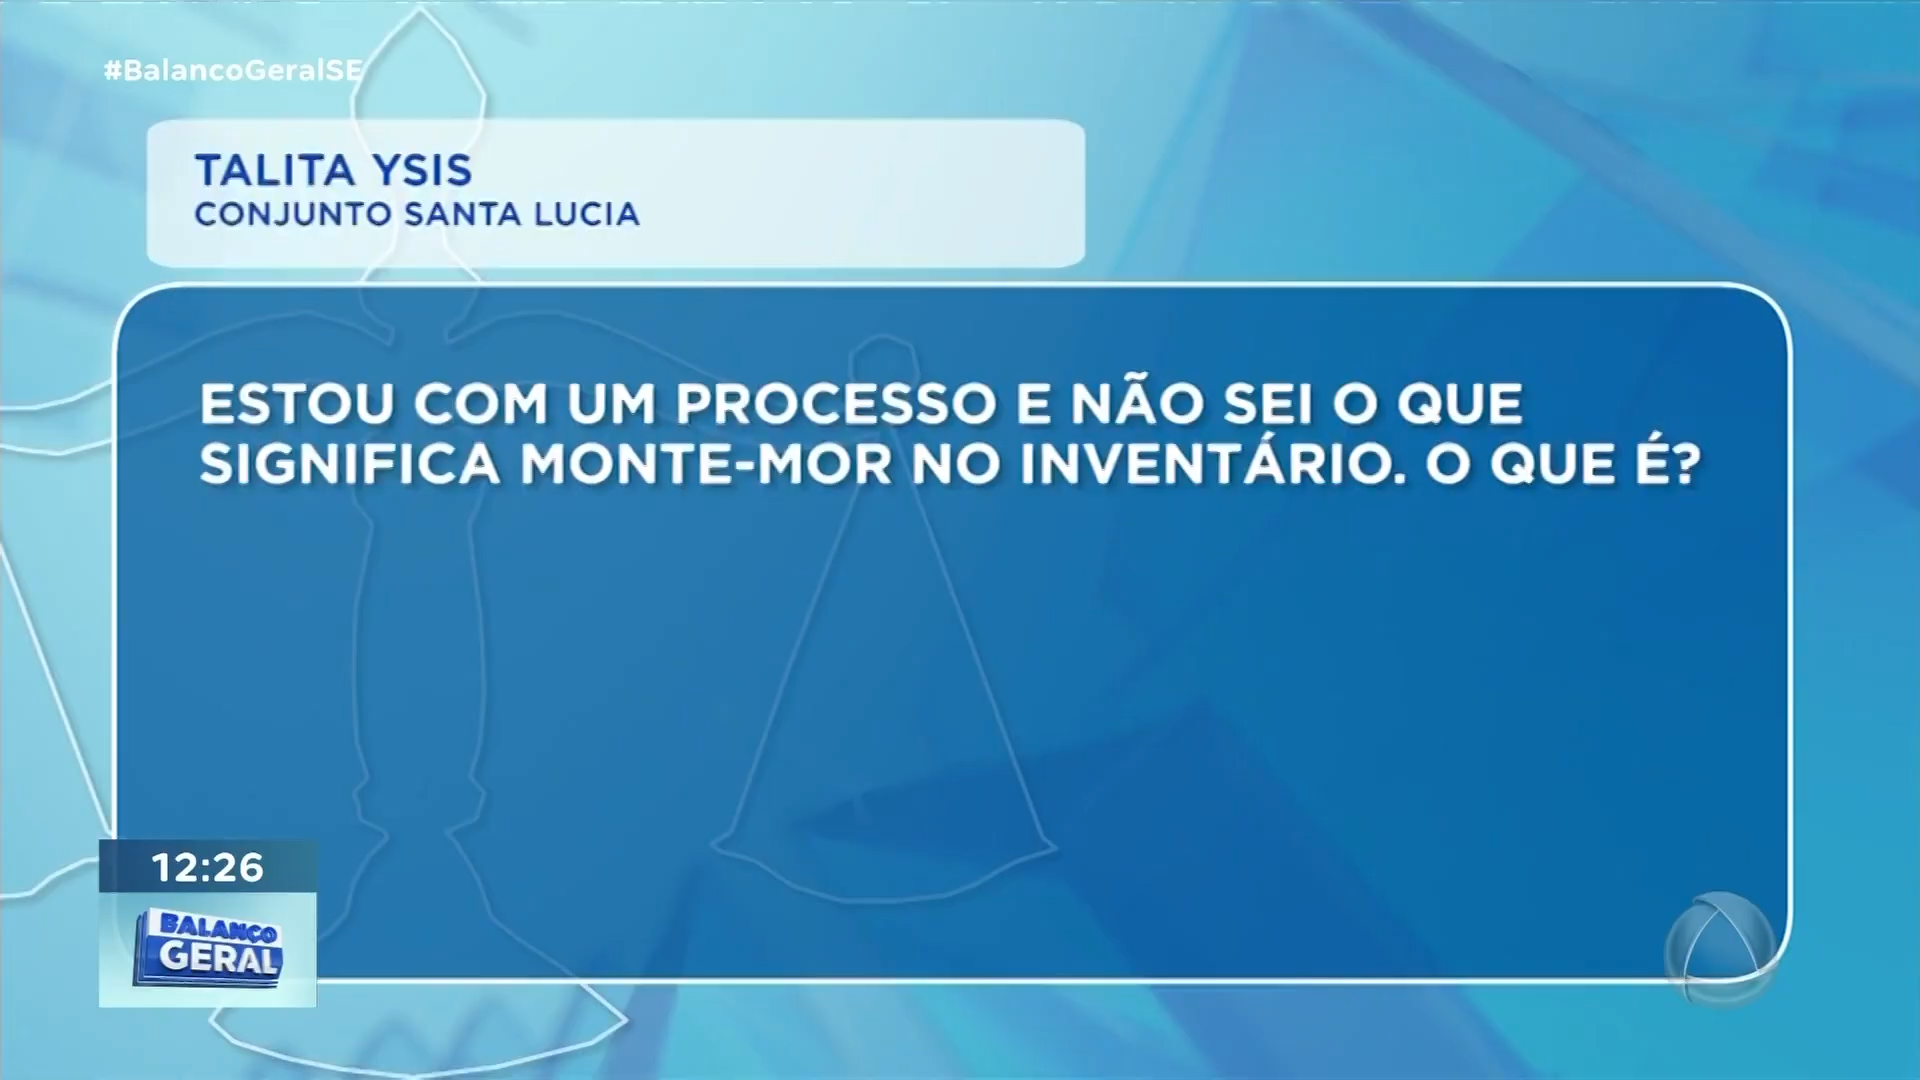 #BalancoGeralSE
TALITA YSIS
CONJUNTO SANTA LUCIA
ESTOU COM UM PROCESSO E NÃO SEI O QUE
SIGNIFICA MONTE-MOR NO INVENTÁRIO. O QUE É?
12:26
BALANÇO
GERAL